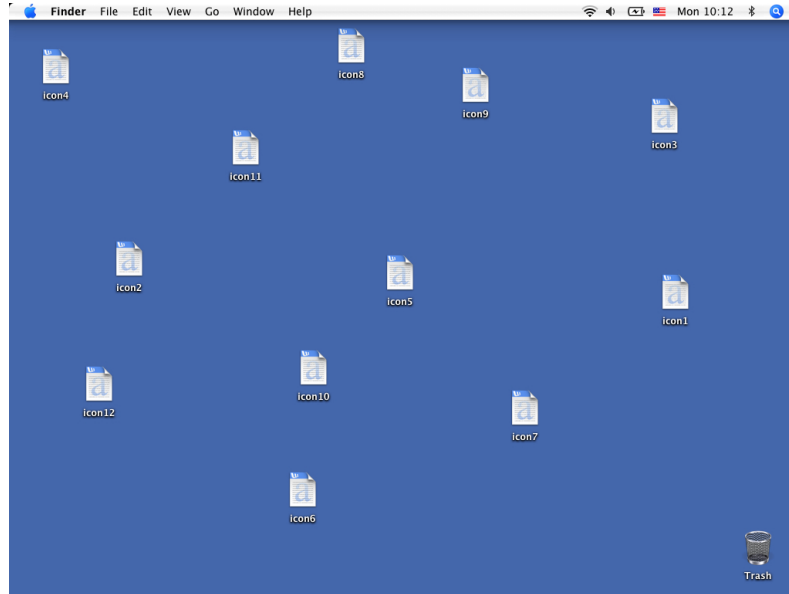 Finder File Edit View Go Window Help Mon 10:12
icon8
icon4
icon9
icon3
icon11
icon2
icon5
icon1
icon10
icon12
icon7
icon6
Trash